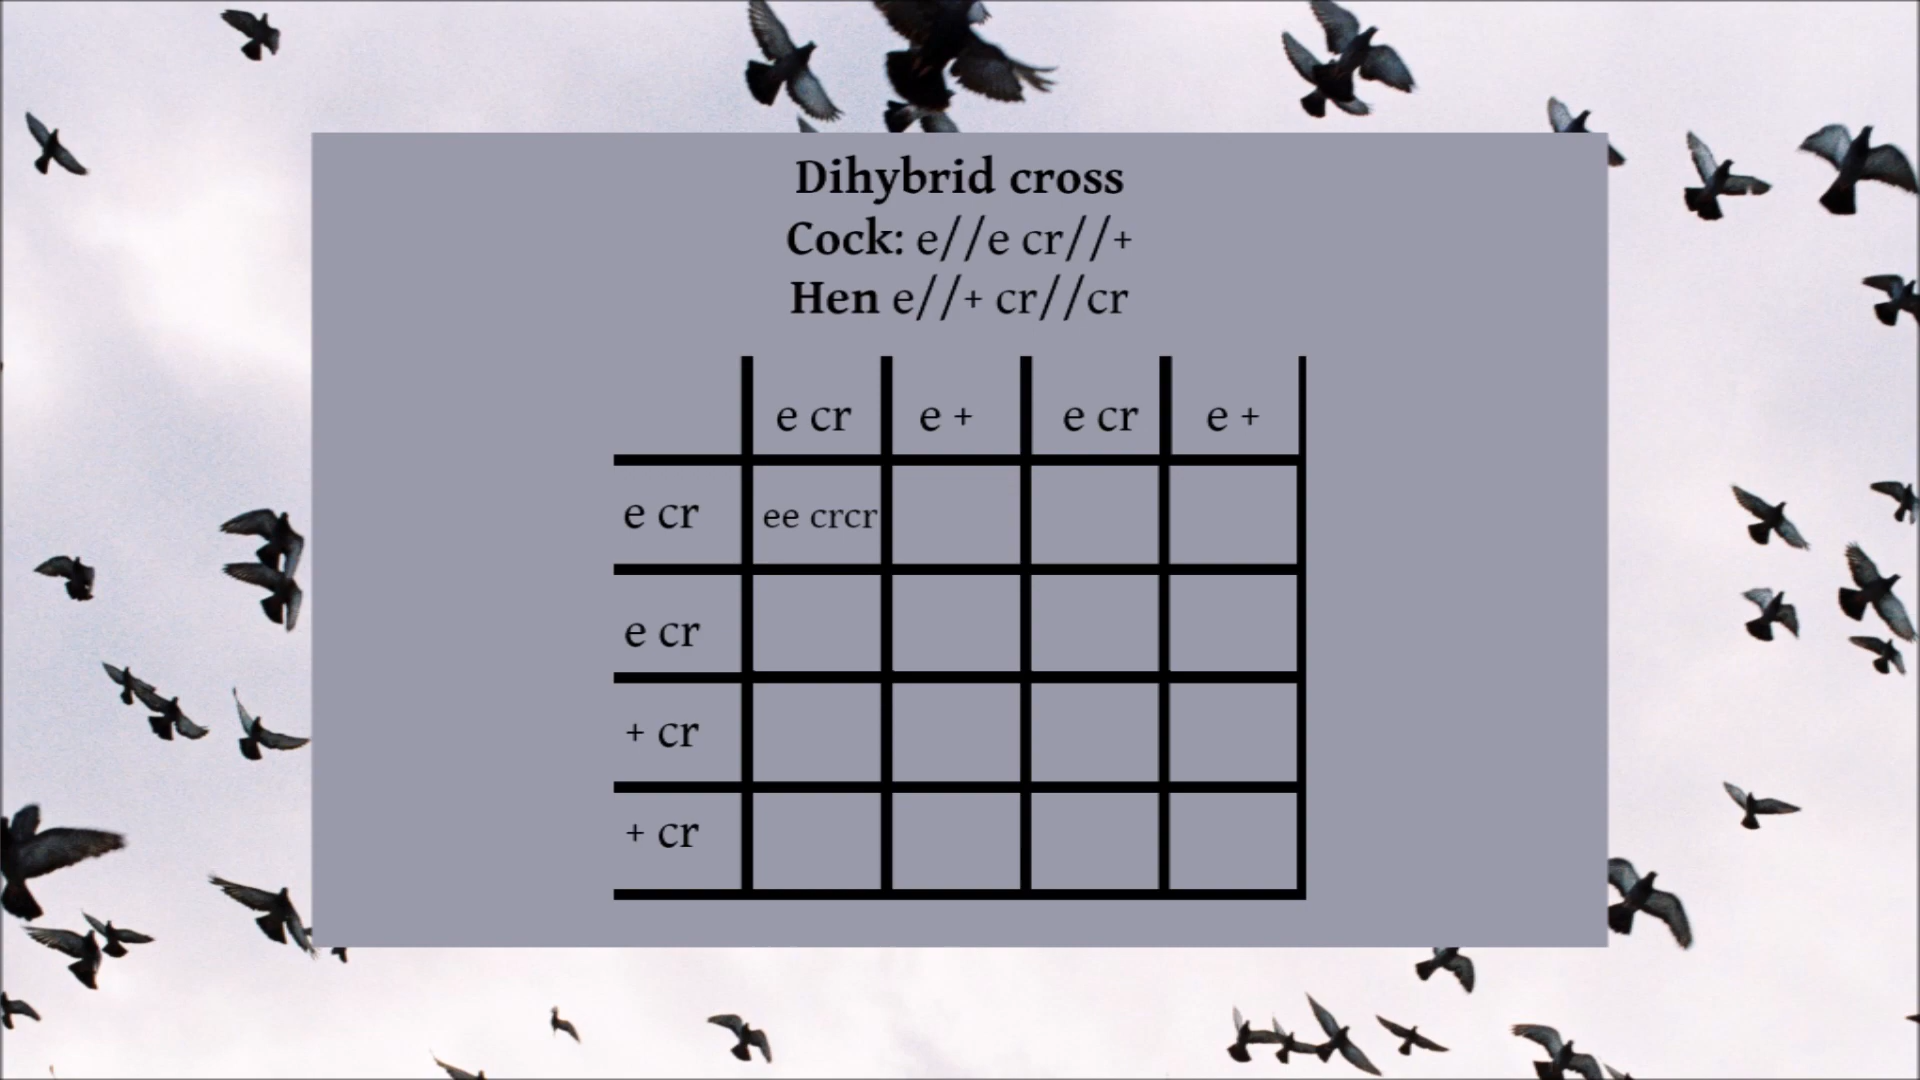 Dihybrid cross
Cock: e//e cr//+
Hen e//+ cr//cr
e cr e + e cr e +
e cr ee crcr
e cr
+ cr
+ cr